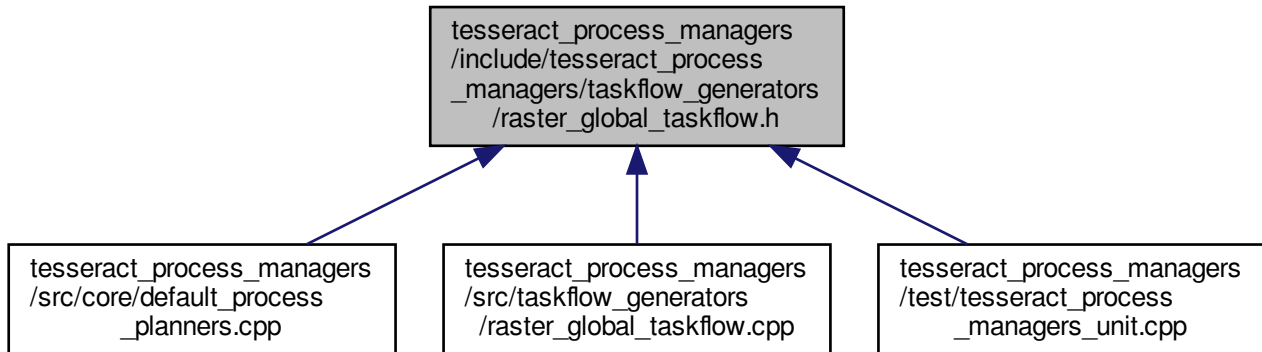 tesseract_process_managers
/include/tesseract_process
_managers/taskflow_generators
/raster_global_taskflow.h
tesseract_process_managers
/src/core/default_process
_planners.cpp
tesseract_process_managers
/src/taskflow_generators
/raster_global_taskflow.cpp
tesseract_process_managers
/test/tesseract_process
_managers_unit.cpp